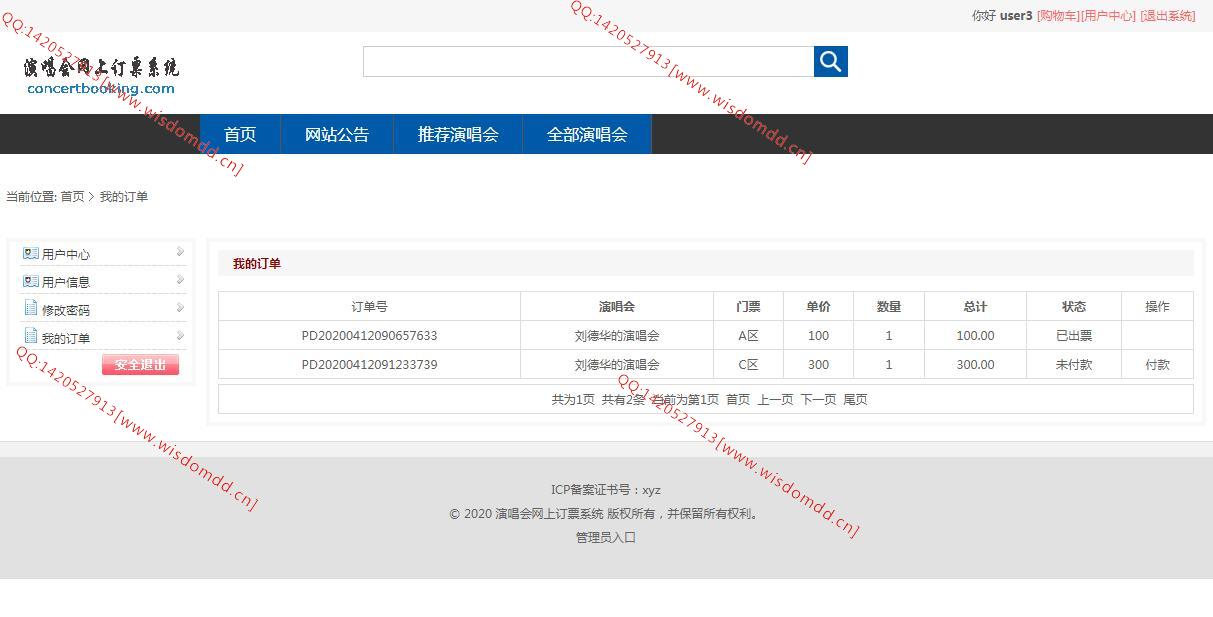 你好 user3 [购物车][用户中心] [退出系统]
演唱会网上订票系统
concertbooking.com
首页 网站公告 推荐演唱会 全部演唱会
当前位置: 首页 > 我的订单
用户中心
用户信息
修改密码
我的订单
安全退出
我的订单
订单号 演唱会 门票 单价 数量 总计 状态 操作
PD20200412090657633 刘德华的演唱会 A区 100 1 100.00 已出票
PD20200412091233739 刘德华的演唱会 C区 300 1 300.00 未付款 付款
共为1页 共有2条 当前为第1页 首页 上一页 下一页 尾页
ICP备案证书号：xyz
© 2020 演唱会网上订票系统 版权所有，并保留所有权利。
管理员入口
QQ:1420527913[www.wisdomdd.cn]
QQ:1420527913[www.wisdomdd.cn]
QQ:1420527913[www.wisdomdd.cn]
QQ:1420527913[www.wisdomdd.cn]